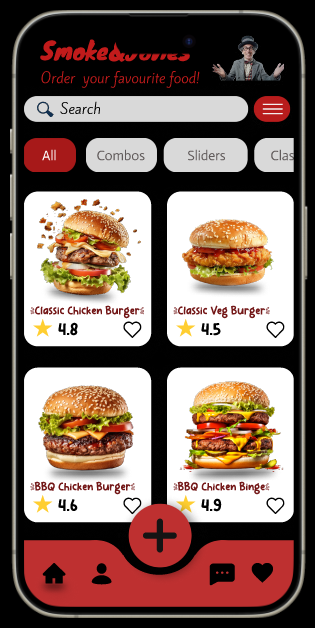 Order your favourite food!
Search
All Combos Sliders Clas
Classic Chicken Burger Classic Veg Burger
4.8 4.5
BBQ Chicken Burger BBQ Chicken Binge
4.6 4.9